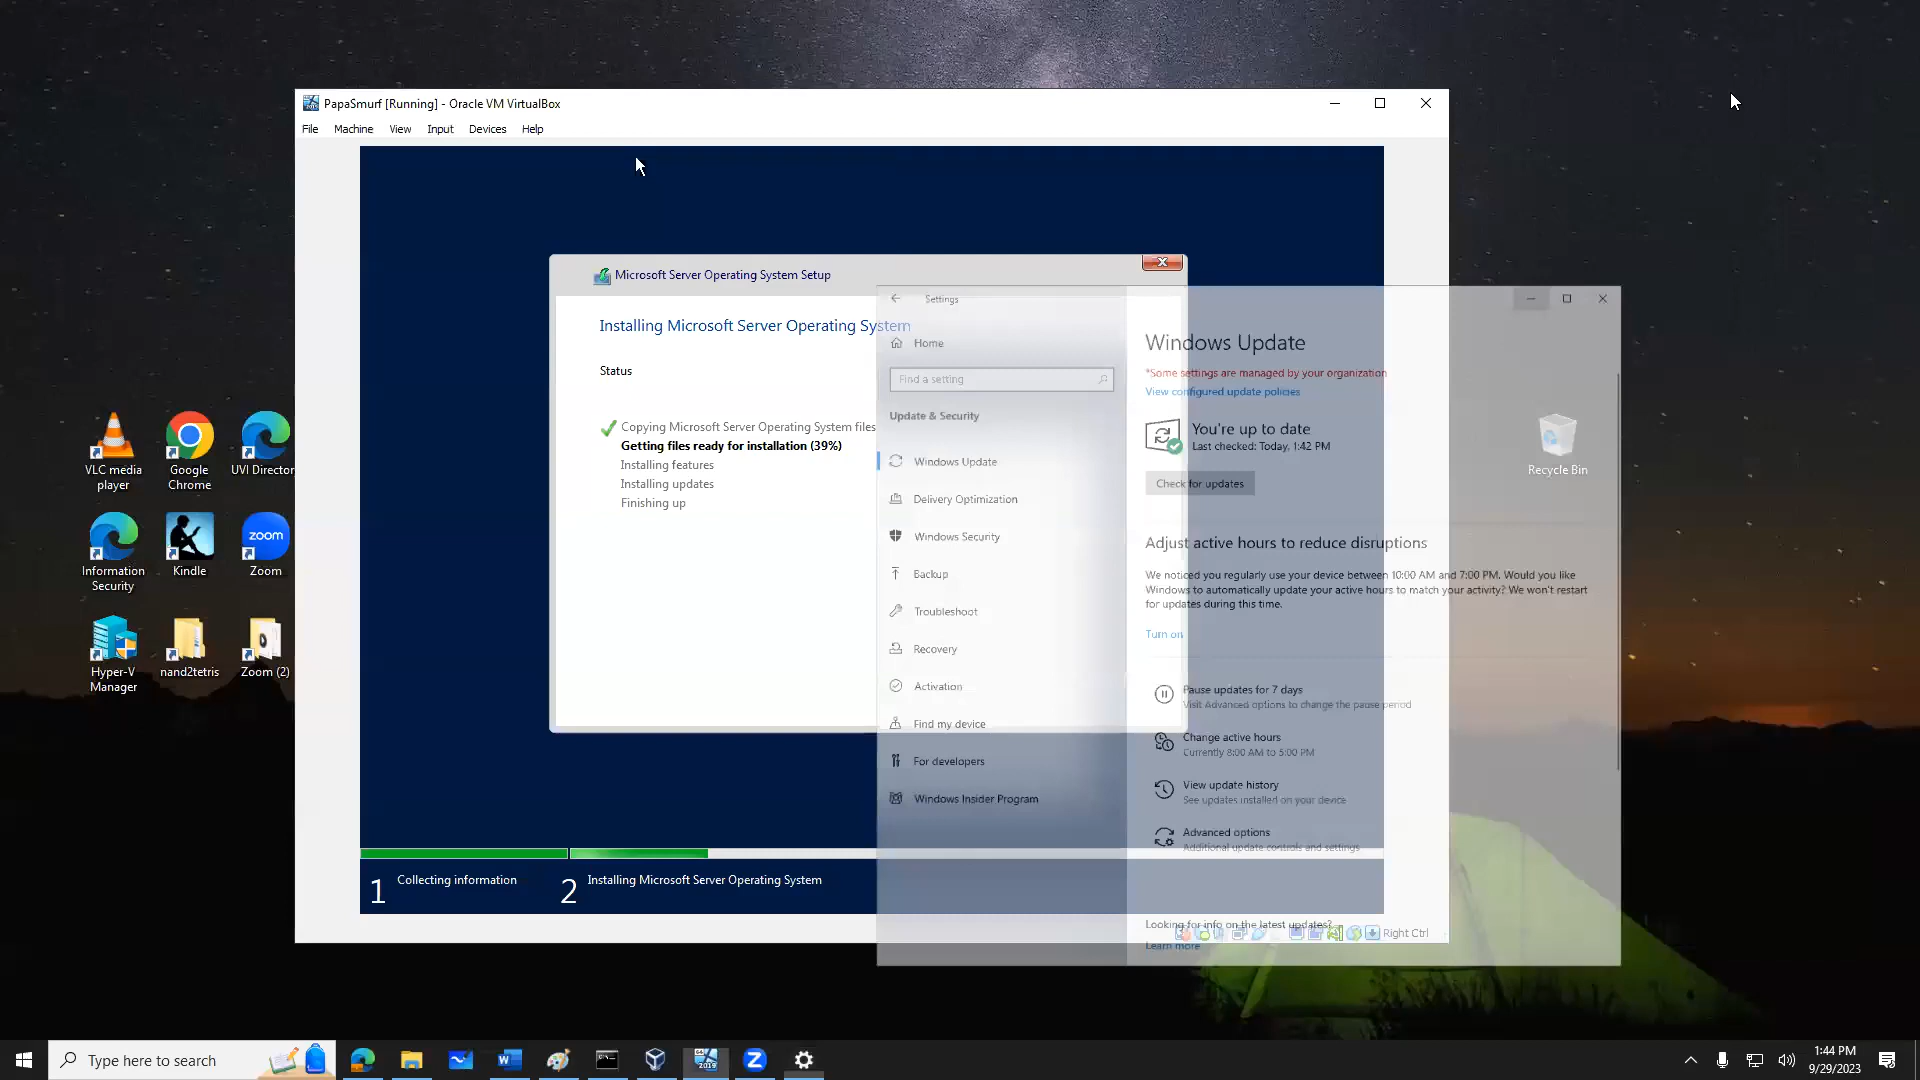 PapaSmurf [Running] - Oracle VM VirtualBox
File Machine View Input Devices Help
Microsoft Server Operating System Setup
Installing Microsoft Server Operating System
Status
Copying Microsoft Server Operating System files
Getting files ready for installation (39%)
Installing features
Installing updates
Finishing up
1 Collecting information
2 Installing Microsoft Server Operating System
Settings
Home
Find a setting
Update & Security
Windows Update
Delivery Optimization
Windows Security
Backup
Troubleshoot
Recovery
Activation
Find my device
For developers
Windows Insider Program
Windows Update
*Some settings are managed by your organization
View configured update policies
You're up to date
Last checked: Today, 1:42 PM
Check for updates
Adjust active hours to reduce disruptions
We noticed you regularly use your device between 10:00 AM and 7:00 PM. Would you like
Windows to automatically update your active hours to match your activity? We won't restart
for updates during this time.
Turn on
Pause updates for 7 days
Visit Advanced options to change the pause period
Change active hours
Currently 8:00 AM to 5:00 PM
View update history
See updates installed on your device
Advanced options
Additional update controls and settings
Looking for info on the latest updates?
Learn more
Right Ctrl
VLC media
player
Google
Chrome
UVI Director
Information
Security
Kindle
zoom
Zoom
Hyper-V
Manager
nand2tetris
Zoom (2)
Recycle Bin
Type here to search
2019
1:44 PM
9/29/2023